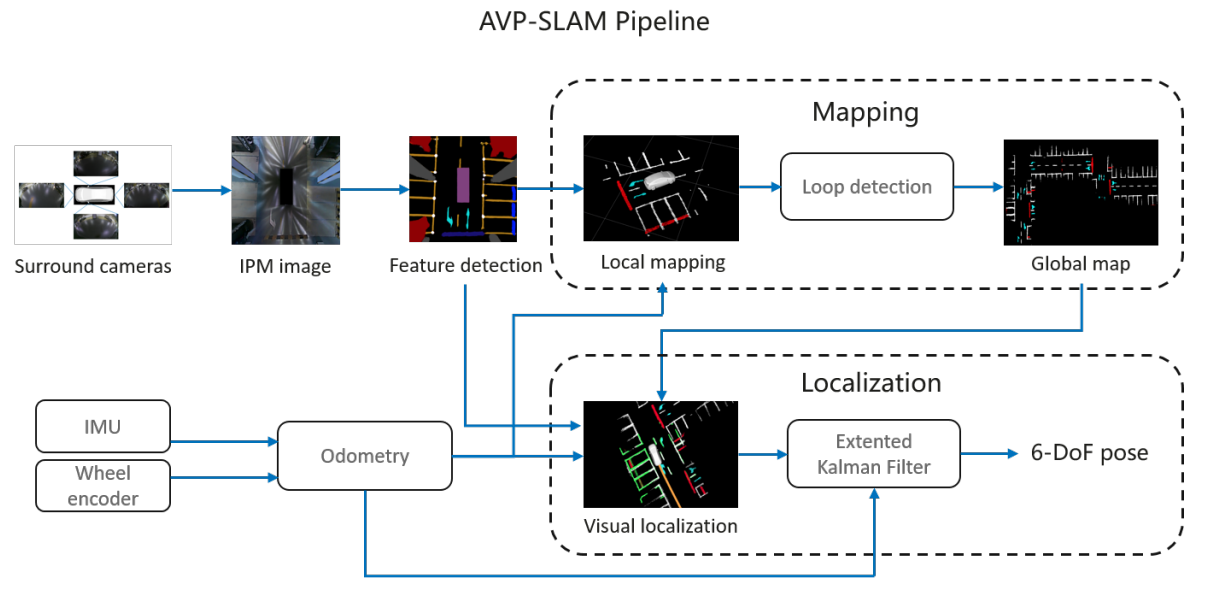 AVP-SLAM Pipeline
Mapping
Loop detection
Surround cameras
IPM image
Feature detection
Local mapping
Global map
Localization
IMU
Wheel
encoder
Odometry
Extented
Kalman Filter
6-DoF pose
Visual localization